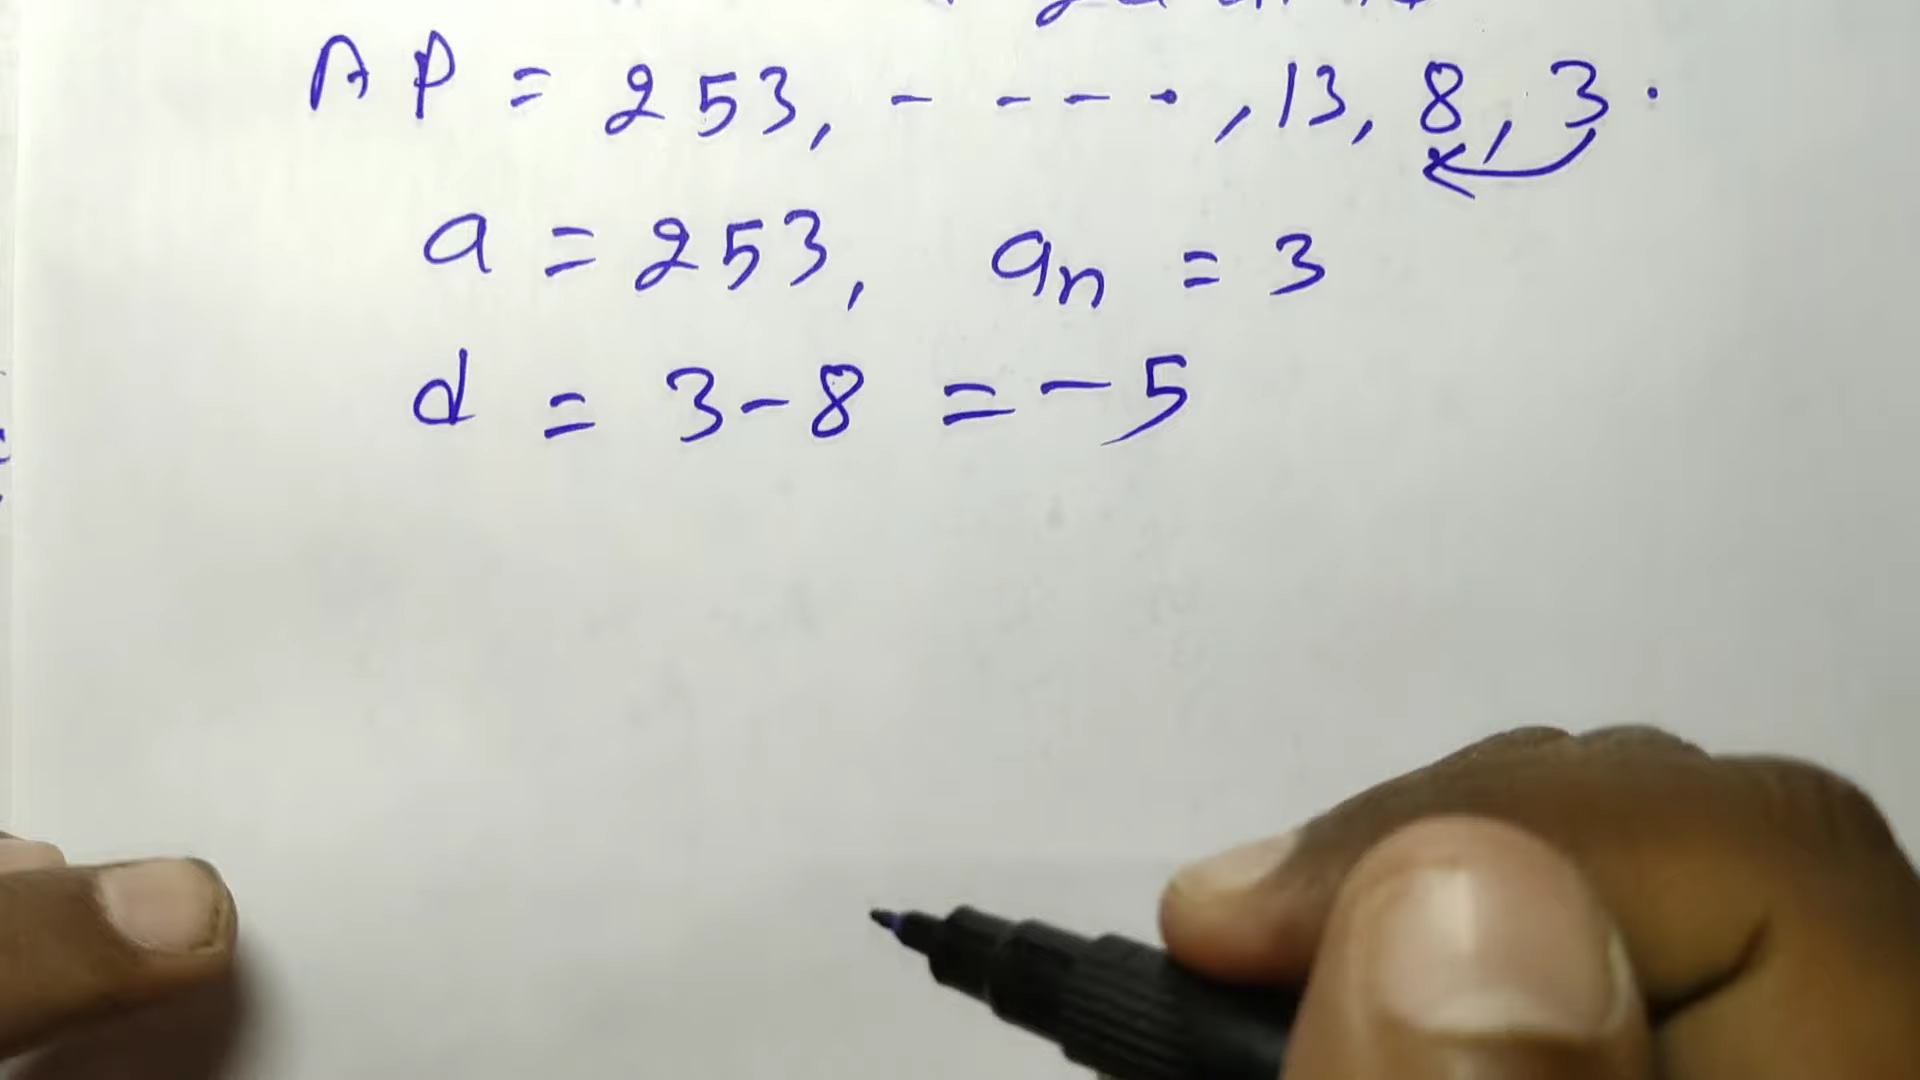 AP = 253, - - - - · , 13, 8, 3 .
a = 253, an = 3
d = 3 - 8 = - 5